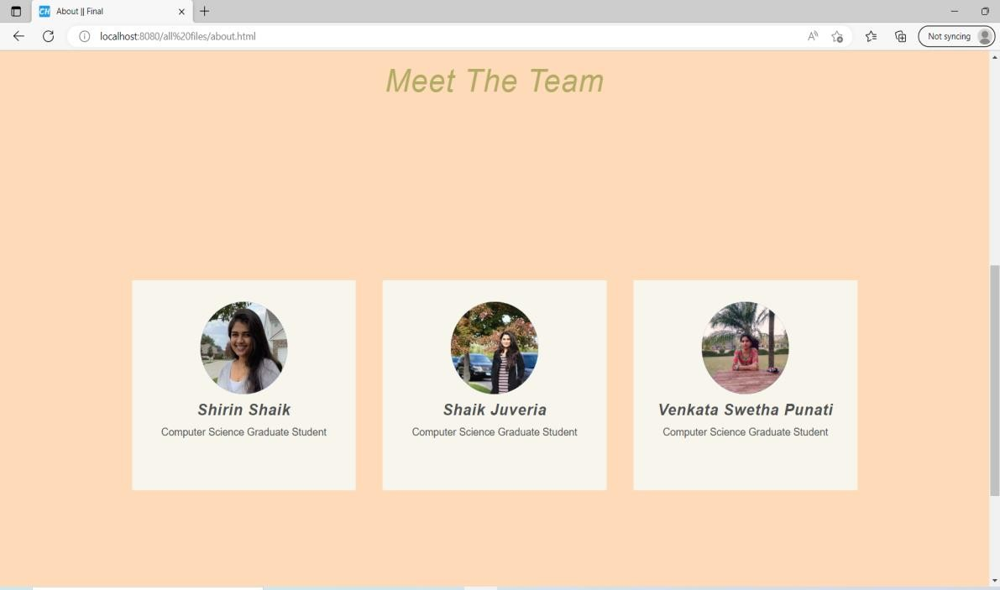 CH About || Final
localhost:8080/all%20files/about.html
Not syncing
Meet The Team
Shirin Shaik
Computer Science Graduate Student
Shaik Juveria
Computer Science Graduate Student
Venkata Swetha Punati
Computer Science Graduate Student